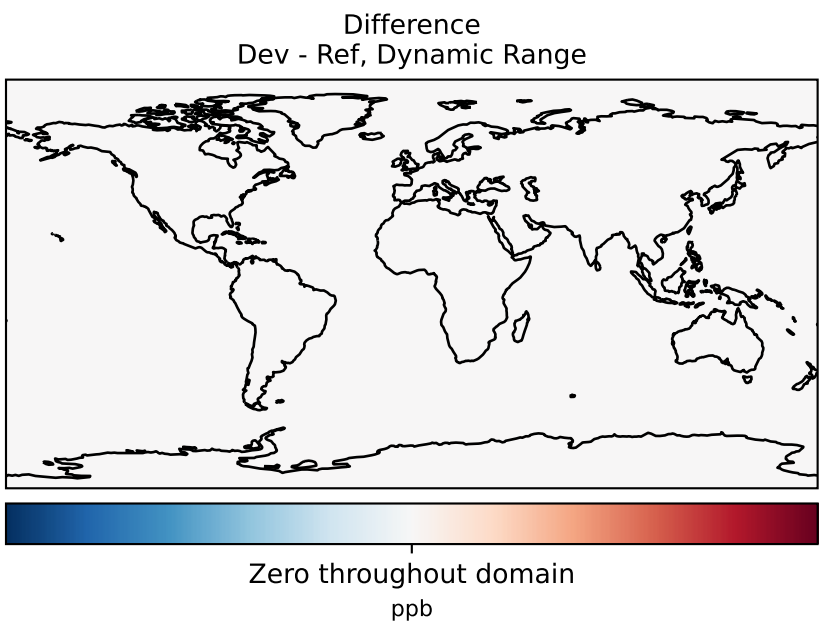 Difference
Dev - Ref, Dynamic Range
Zero throughout domain
ppb